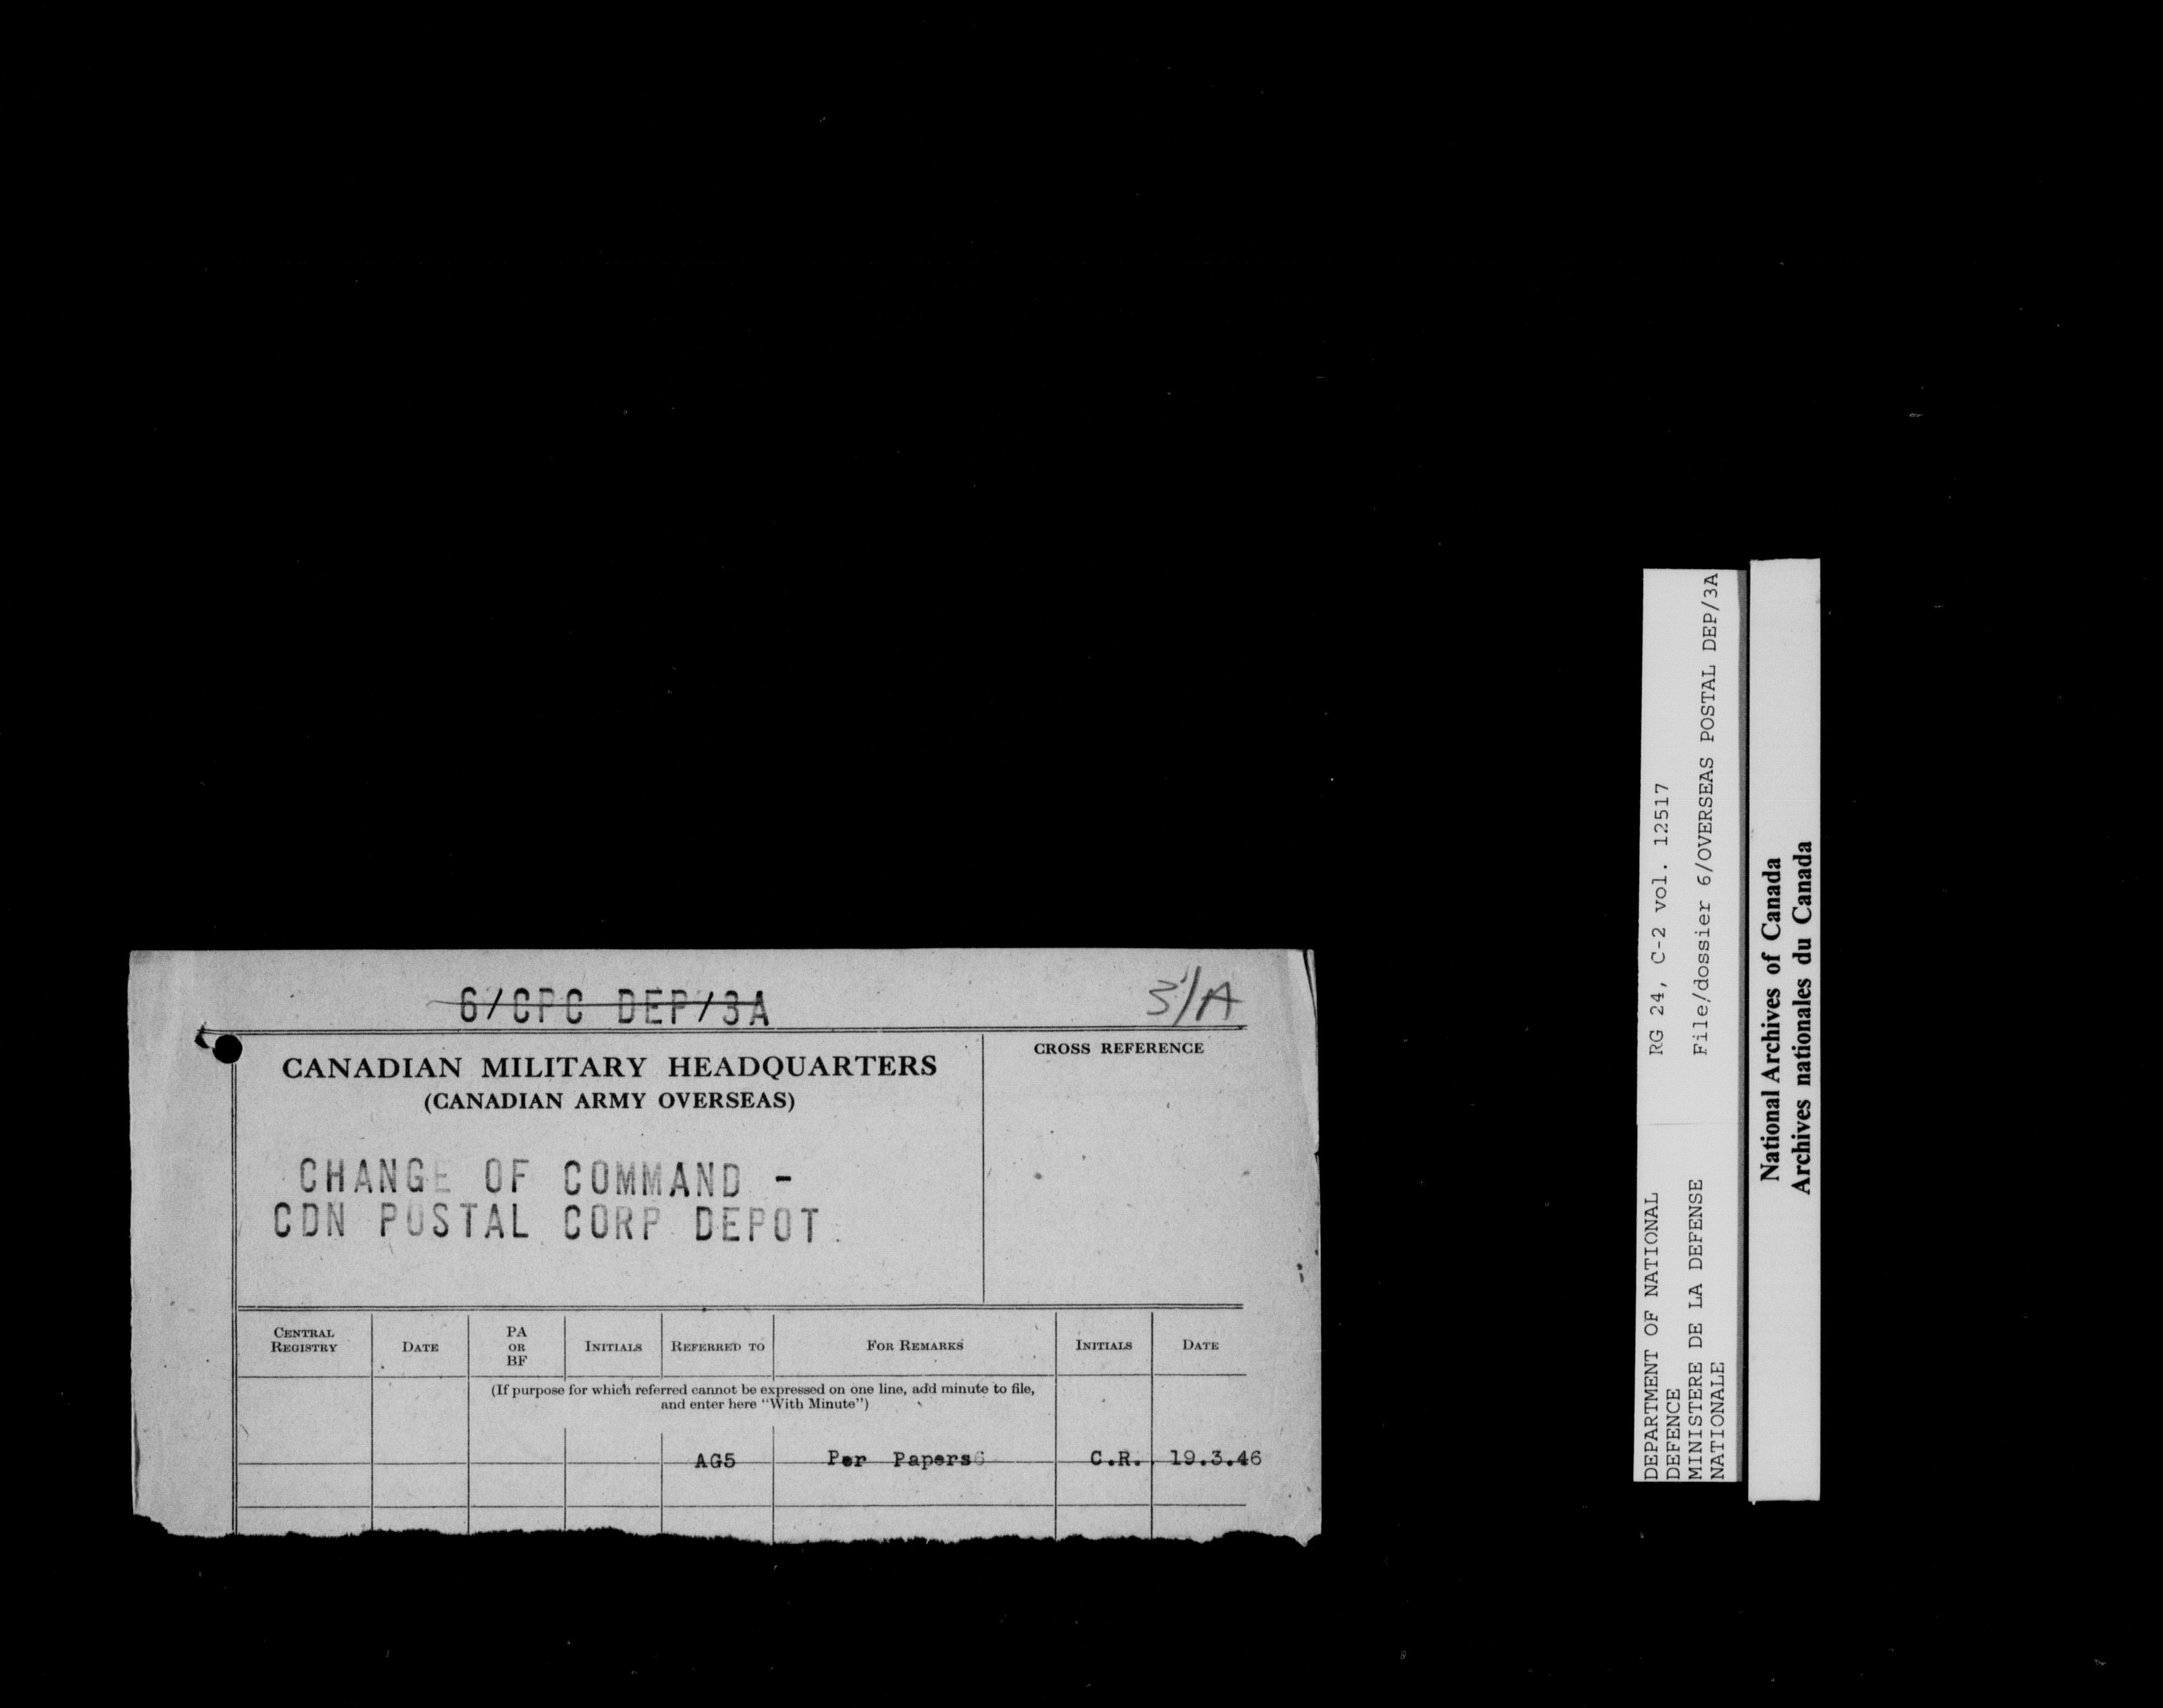 6/CPC DEP/3A
3/A
CANADIAN MILITARY HEADQUARTERS
(CANADIAN ARMY OVERSEAS)
CROSS REFERENCE
CHANGE OF COMMAND -
CDN POSTAL CORP DEPOT.
CENTRAL REGISTRY DATE PA OR BF INITIALS REFERRED TO FOR REMARKS INITIALS DATE
(If purpose for which referred cannot be expressed on one line, add minute to file,
and enter here "With Minute")
AG5 Per Papers C.R. 19.3.46
DEPARTMENT OF NATIONAL
DEFENCE
MINISTERE DE LA DEFENSE
NATIONALE
RG 24, C-2 vol. 12517
File/dossier 6/OVERSEAS POSTAL DEP/3A
National Archives of Canada
Archives nationales du Canada